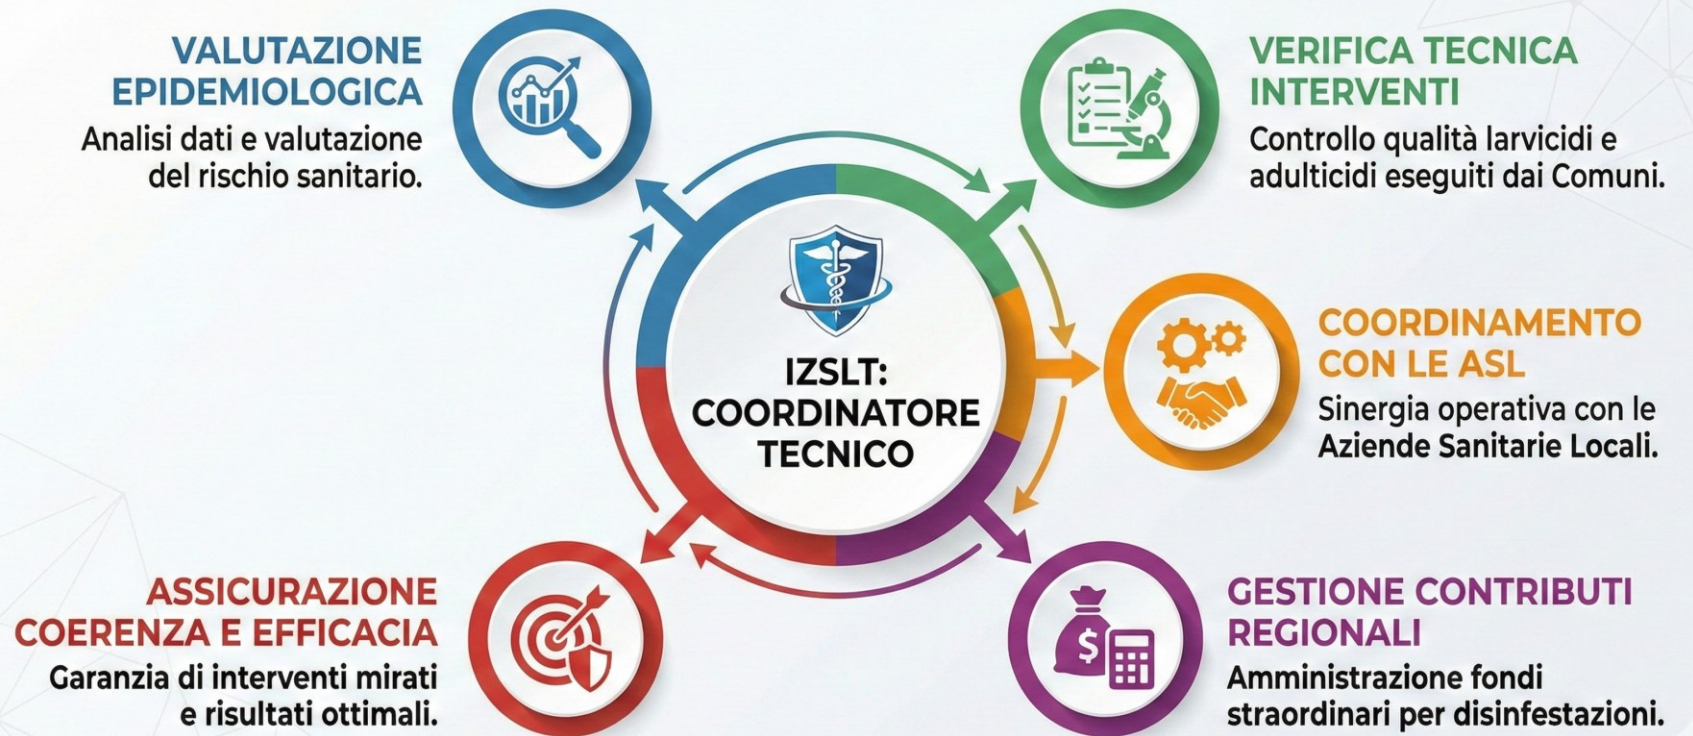 VALUTAZIONE
EPIDEMIOLOGICA
Analisi dati e valutazione
del rischio sanitario.
VERIFICA TECNICA
INTERVENTI
Controllo qualità larvicidi e
adulticidi eseguiti dai Comuni.
IZSLT:
COORDINATORE
TECNICO
COORDINAMENTO
CON LE ASL
Sinergia operativa con le
Aziende Sanitarie Locali.
ASSICURAZIONE
COERENZA E EFFICACIA
Garanzia di interventi mirati
e risultati ottimali.
$
GESTIONE CONTRIBUTI
REGIONALI
Amministrazione fondi
straordinari per disinfestazioni.